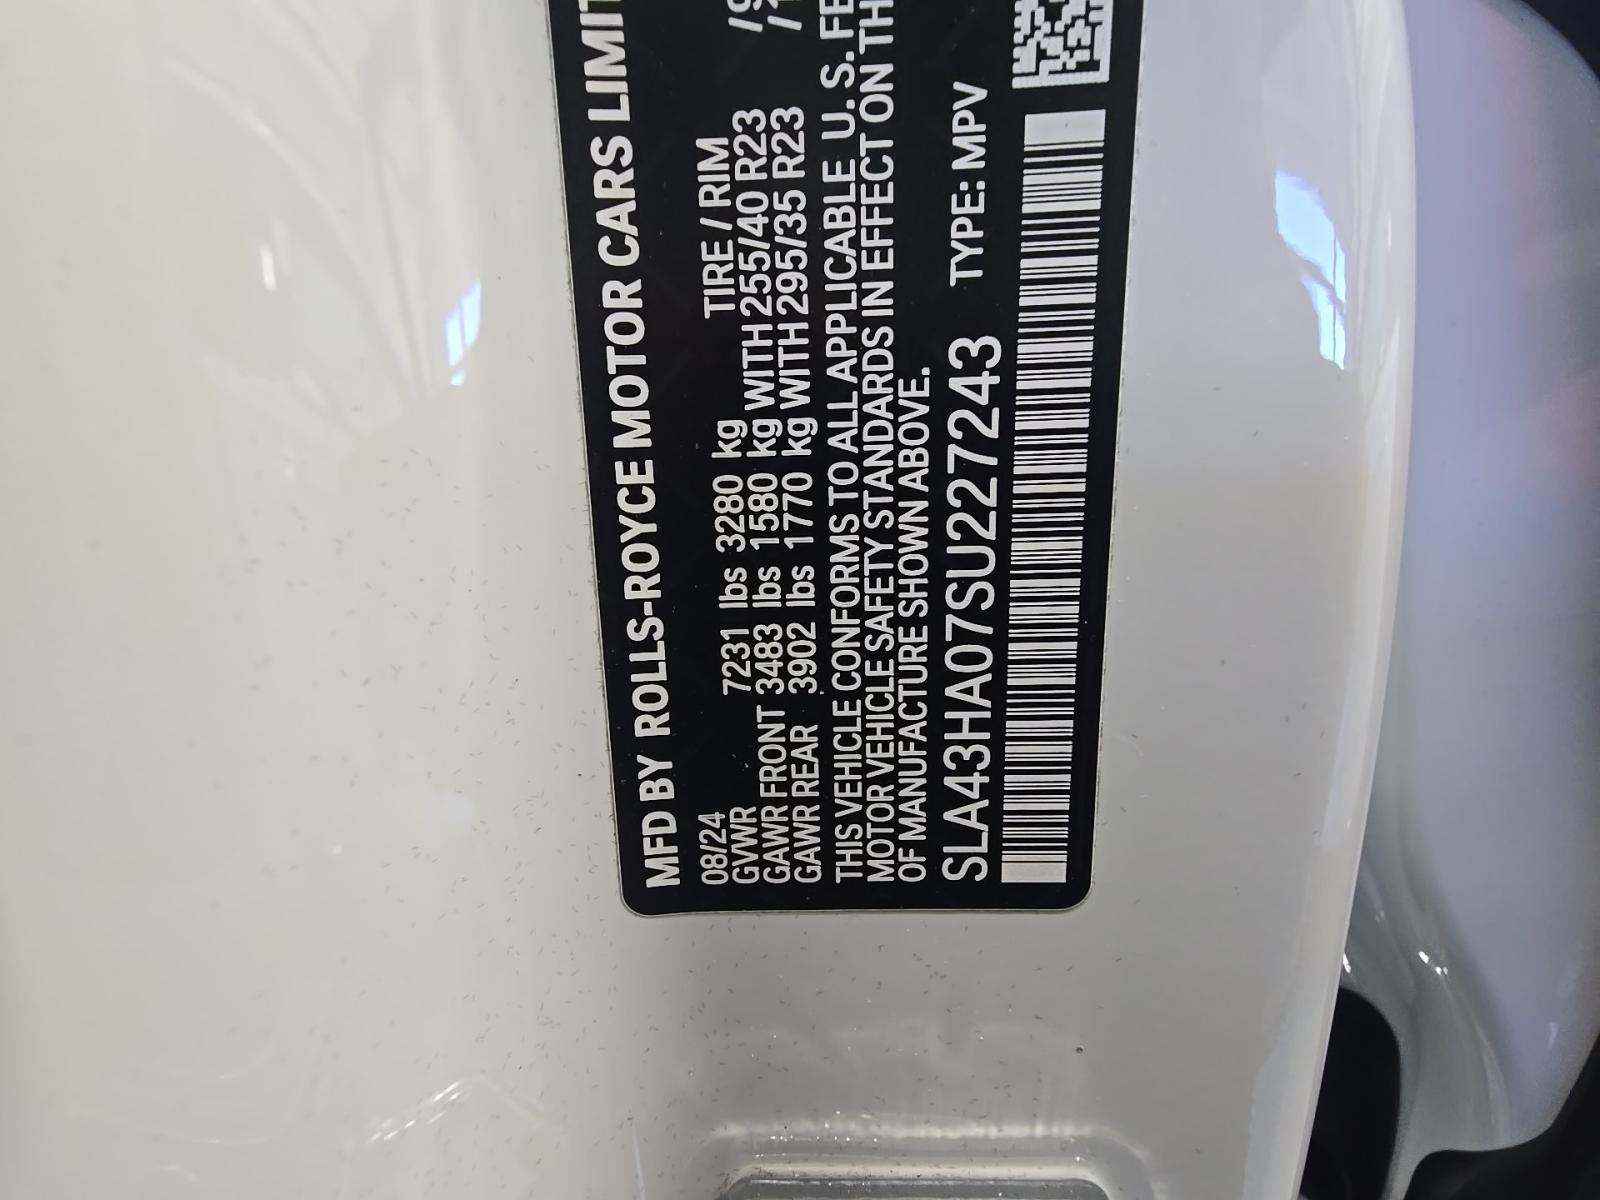 MFD BY ROLLS-ROYCE MOTOR CARS
08/24 TIRE / RIM
GVWR 7231 lbs 3280 kg
GAWR FRONT 3483 lbs 1580 kg WITH 255/40 R23
GAWR REAR 3902 lbs 1770 kg WITH 295/35 R23
THIS VEHICLE CONFORMS TO ALL APPLICABLE U. S. FE
MOTOR VEHICLE SAFETY STANDARDS IN EFFECT ON TH
OF MANUFACTURE SHOWN ABOVE.
SLA43HA07SU227243 TYPE: MPV